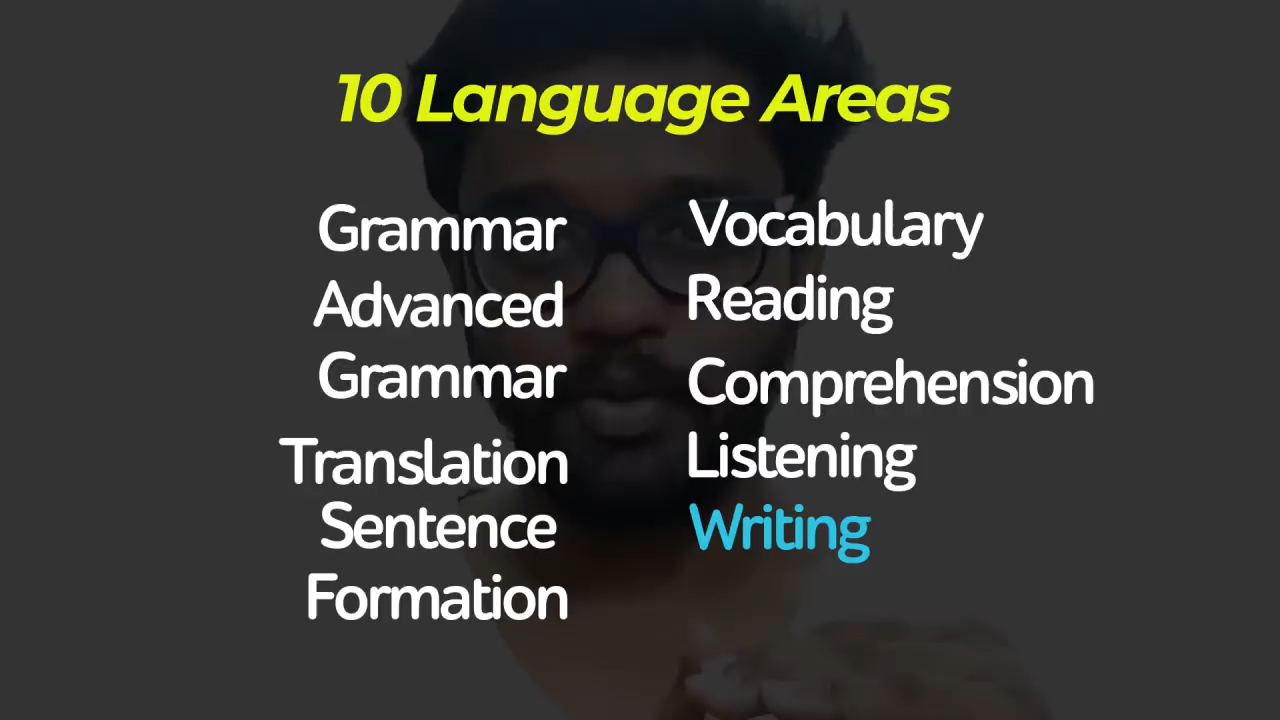 10 Language Areas
Grammar
Advanced
Grammar
Translation
Sentence
Formation
Vocabulary
Reading
Comprehension
Listening
Writing